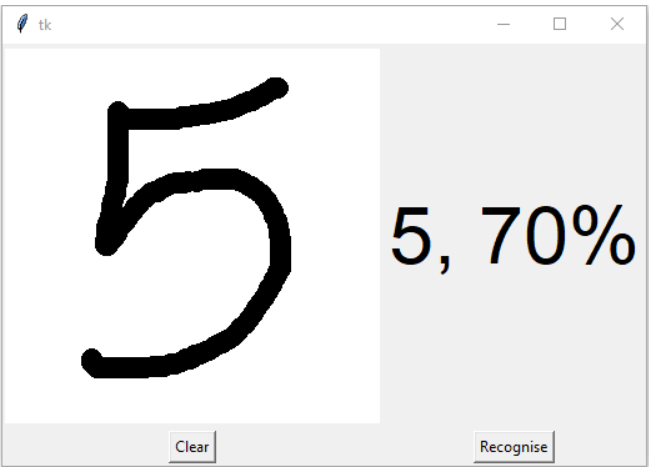 tk
5
5, 70%
Clear
Recognise